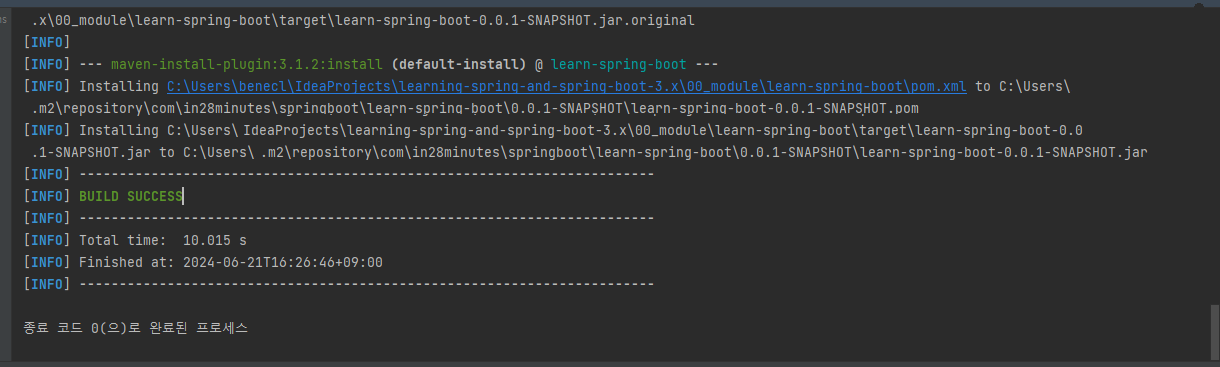 .x\00_module\learn-spring-boot\target\learn-spring-boot-0.0.1-SNAPSHOT.jar.original
[INFO]
[INFO] --- maven-install-plugin:3.1.2:install (default-install) @ learn-spring-boot ---
[INFO] Installing C:\Users\benecl\IdeaProjects\learning-spring-and-spring-boot-3.x\00_module\learn-spring-boot\pom.xml to C:\Users\
.m2\repository\com\in28minutes\springboot\learn-spring-boot\0.0.1-SNAPSHOT\learn-spring-boot-0.0.1-SNAPSHOT.pom
[INFO] Installing C:\Users\ IdeaProjects\learning-spring-and-spring-boot-3.x\00_module\learn-spring-boot\target\learn-spring-boot-0.0
.1-SNAPSHOT.jar to C:\Users\ .m2\repository\com\in28minutes\springboot\learn-spring-boot\0.0.1-SNAPSHOT\learn-spring-boot-0.0.1-SNAPSHOT.jar
[INFO] ------------------------------------------------------------------------
[INFO] BUILD SUCCESS
[INFO] ------------------------------------------------------------------------
[INFO] Total time:  10.015 s
[INFO] Finished at: 2024-06-21T16:26:46+09:00
[INFO] ------------------------------------------------------------------------
종료 코드 0(으)로 완료된 프로세스